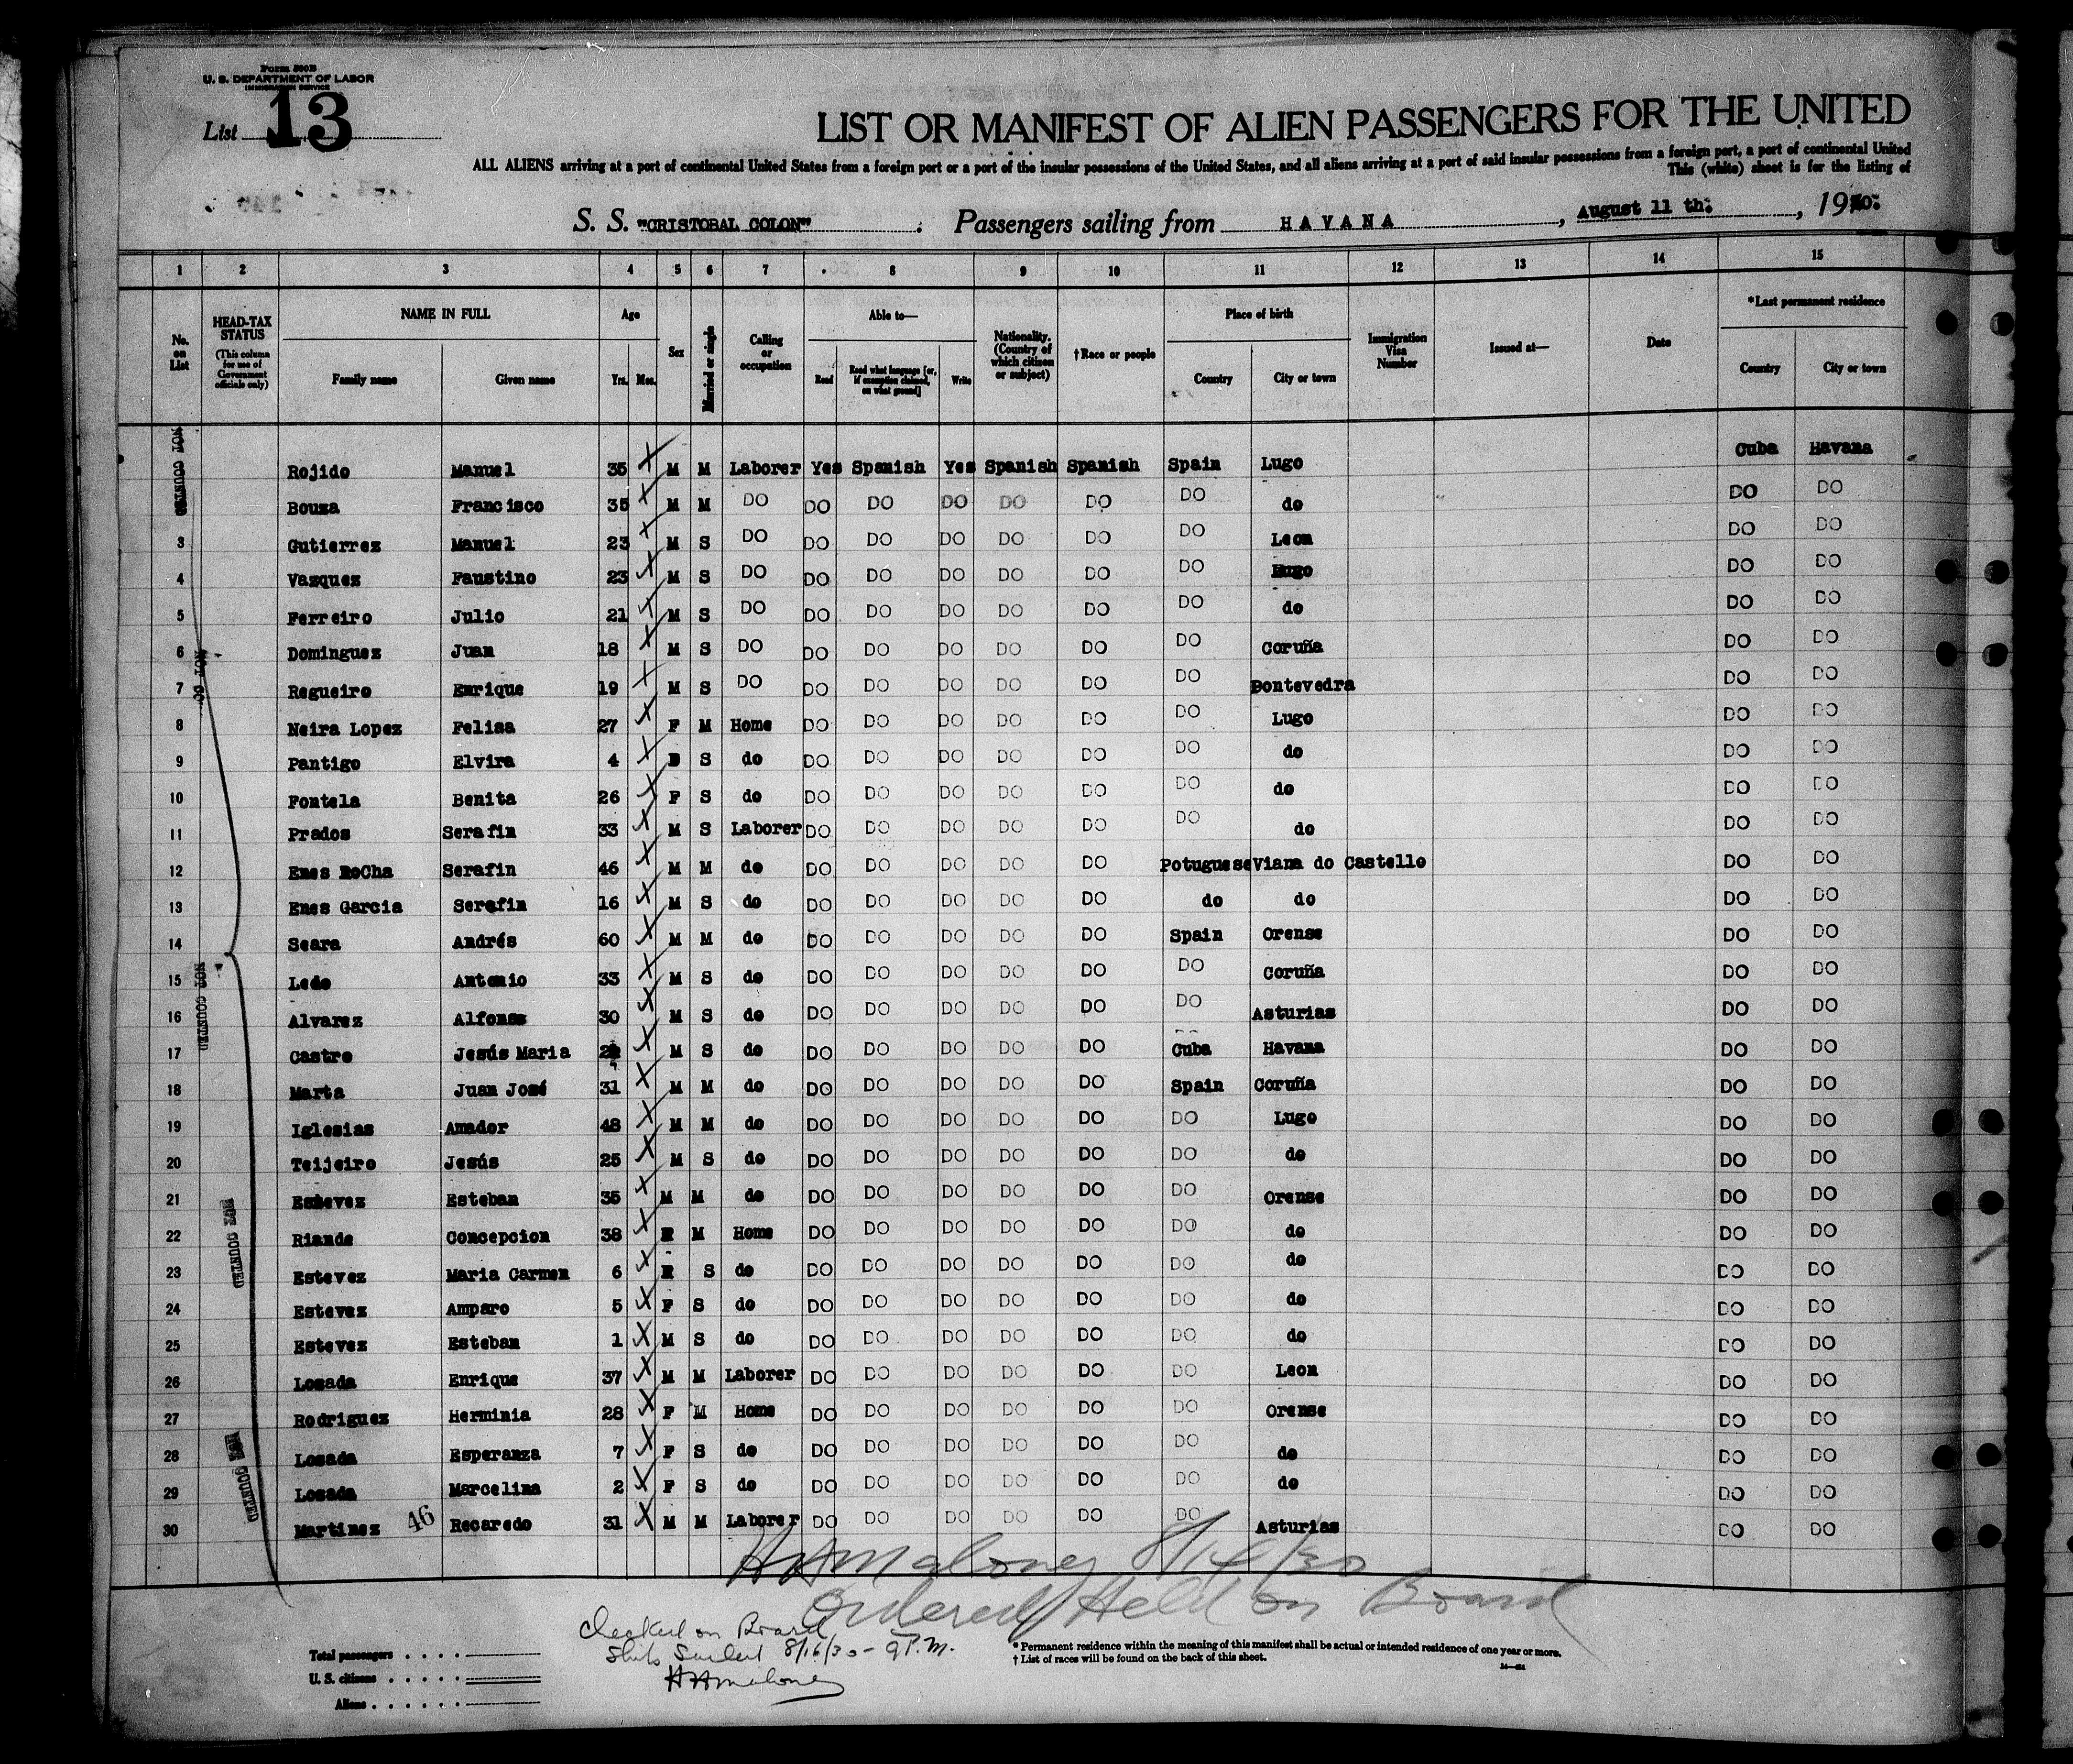 Form 500B
U. S. DEPARTMENT OF LABOR
IMMIGRATION SERVICE
List 13
LIST OR MANIFEST OF ALIEN PASSENGERS FOR THE UNITED
ALL ALIENS arriving at a port of continental United States from a foreign port or a port of the insular possessions of the United States, and all aliens arriving at a port of said insular possessions from a foreign port, a port of continental United
This (white) sheet is for the listing of
S. S. "CRISTOBAL COLON" Passengers sailing from HAVANA, August 11 th:, 1930:
1 2 3 4 5 6 7 8 9 10 11 12 13 14 15
No. on List
HEAD-TAX STATUS (This column for use of Government officials only)
NAME IN FULL Family name Given name
Age Yrs. Mos.
Sex
Married or single
Calling or occupation
Able to— Read Read what language [or, if exemption claimed, on what ground] Write
Nationality. (Country of which citizen or subject)
†Race or people
Place of birth Country City or town
Immigration Visa Number
Issued at—
Date
*Last permanent residence Country City or town
NOT COUNTED
Rojido Manuel 35 M M Laborer Yes Spanish Yes Spanish Spanish Spain Lugo Cuba Havana
Bouza Francisco 35 M M DO DO DO DO DO DO DO do DO DO
3 Gutierrez Manuel 23 M S DO DO DO DO DO DO DO Leon DO DO
4 Vazquez Faustino 23 M S DO DO DO DO DO DO DO Lugo DO DO
5 Ferreiro Julio 21 M S DO DO DO DO DO DO DO do DO DO
6 Dominguez Juan 18 M S DO DO DO DO DO DO DO Coruña DO DO
7 Regueiro Enrique 19 M S DO DO DO DO DO DO DO Pontevedra DO DO
8 Neira Lopez Felisa 27 F M Home DO DO DO DO DO DO Lugo DO DO
9 Pantigo Elvira 4 S do DO DO DO DO DO DO do DO DO
10 Fontela Benita 26 F S do DO DO DO DO DO DO do DO DO
11 Prados Serafin 33 M S Laborer DO DO DO DO DO DO do DO DO
12 Enes RoCha Serafin 46 M M do DO DO DO DO DO Potuguese Viana do Castello DO DO
13 Enes Garcia Serafin 16 M S do DO DO DO DO DO do do DO DO
14 Seara Andrés 60 M M do DO DO DO DO DO Spain Orense DO DO
15 Ledo Antonio 33 M S do DO DO DO DO DO DO Coruña DO DO
16 Alvarez Alfonso 30 M S do DO DO DO DO DO DO Asturias DO DO
17 Castro Jesús Maria M S do DO DO DO DO DO Cuba Havana DO DO
18 Marta Juan José 31 M M do DO DO DO DO DO Spain Coruña DO DO
19 Iglesias Amador 48 M M do DO DO DO DO DO DO Lugo DO DO
20 Teijeiro Jesús 25 M S do DO DO DO DO DO DO do DO DO
21 Estevez Esteban 35 M M do DO DO DO DO DO DO Orense DO DO
22 Riande Concepcion 38 M Home DO DO DO DO DO DO do DO DO
23 Estevez Maria Carmen 6 S do DO DO DO DO DO DO do DO DO
24 Estevez Amparo 5 F S do DO DO DO DO DO DO do DO DO
25 Estevez Esteban 1 M S do DO DO DO DO DO DO do DO DO
26 Losada Enrique 37 M M Laborer DO DO DO DO DO DO Leon DO DO
27 Rodriguez Herminia 28 F M Home DO DO DO DO DO DO Orense DO DO
28 Losada Esperanza 7 F S do DO DO DO DO DO DO do DO DO
29 Losada Marcelina 2 F S do DO DO DO DO DO DO do DO DO
30 Martinez 46 Recaredo 31 M M Laborer DO DO DO DO DO DO Asturias DO DO
NOT CO
NOT COUNTED
NOT COUNTED
NOT COUNTED
HAMaloney 8/14/30
Ordered Held on Board
Checked on Board
Ship Sailed 8/16/30 - 9 P.M.
HAMaloney
Total passengers
U. S. citizens
Aliens
* Permanent residence within the meaning of this manifest shall be actual or intended residence of one year or more.
† List of races will be found on the back of this sheet.